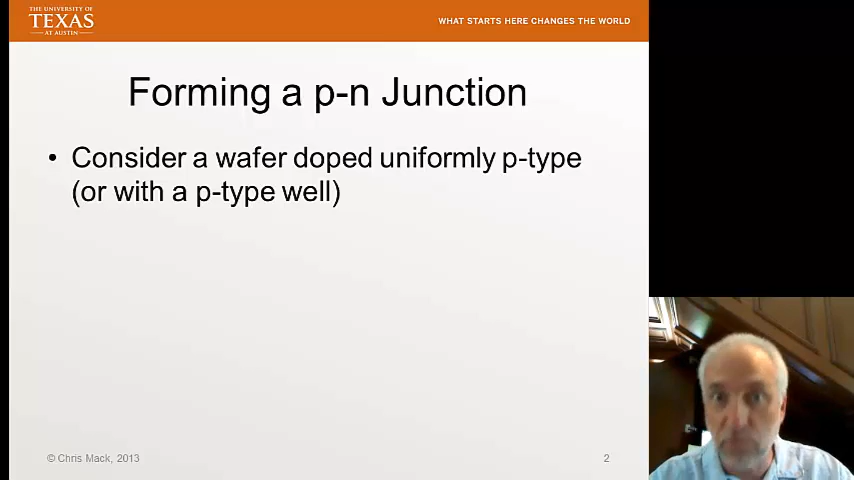 THE UNIVERSITY OF
TEXAS
AT AUSTIN
WHAT STARTS HERE CHANGES THE WORLD
Forming a p-n Junction
• Consider a wafer doped uniformly p-type
(or with a p-type well)
© Chris Mack, 2013
2